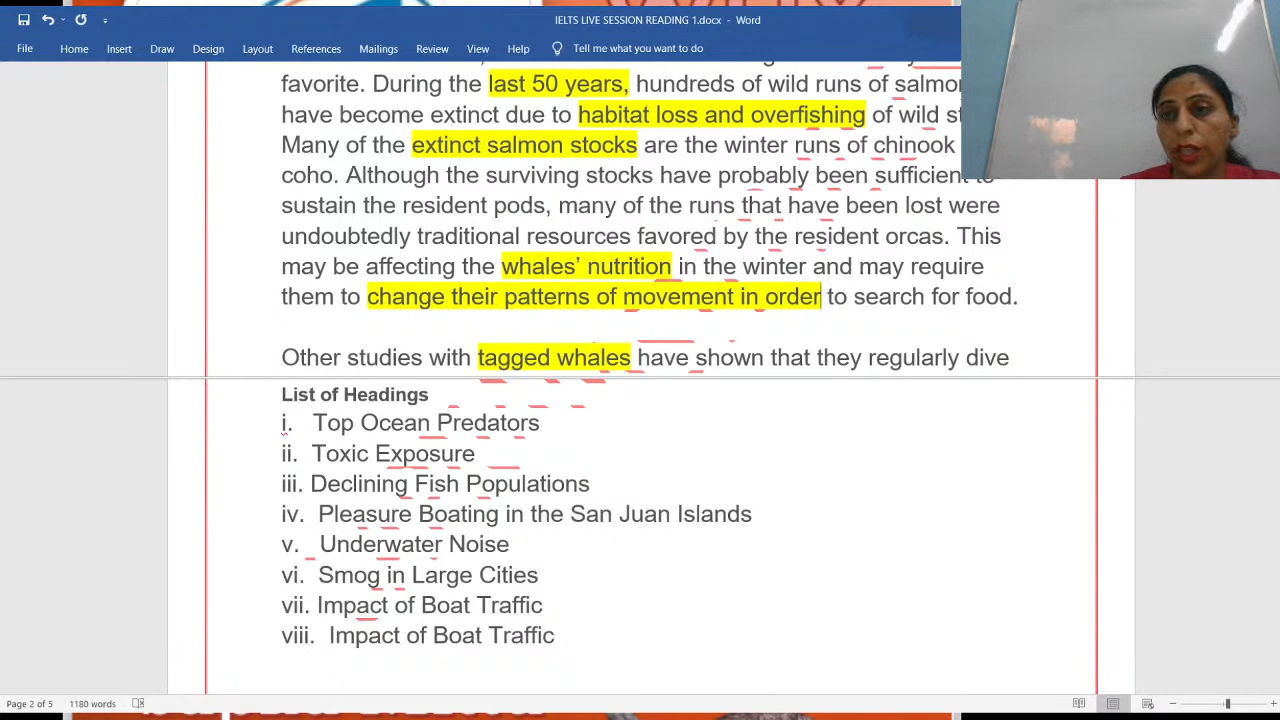 IELTS LIVE SESSION READING 1.docx - Word
File Home Insert Draw Design Layout References Mailings Review View Help Tell me what you want to do
favorite. During the last 50 years, hundreds of wild runs of salmon
have become extinct due to habitat loss and overfishing of wild
Many of the extinct salmon stocks are the winter runs of chinook
coho. Although the surviving stocks have probably been sufficient to
sustain the resident pods, many of the runs that have been lost were
undoubtedly traditional resources favored by the resident orcas. This
may be affecting the whales’ nutrition in the winter and may require
them to change their patterns of movement in order to search for food.
Other studies with tagged whales have shown that they regularly dive
List of Headings
i. Top Ocean Predators
ii. Toxic Exposure
iii. Declining Fish Populations
iv. Pleasure Boating in the San Juan Islands
v. Underwater Noise
vi. Smog in Large Cities
vii. Impact of Boat Traffic
viii. Impact of Boat Traffic
Page 2 of 5 1180 words